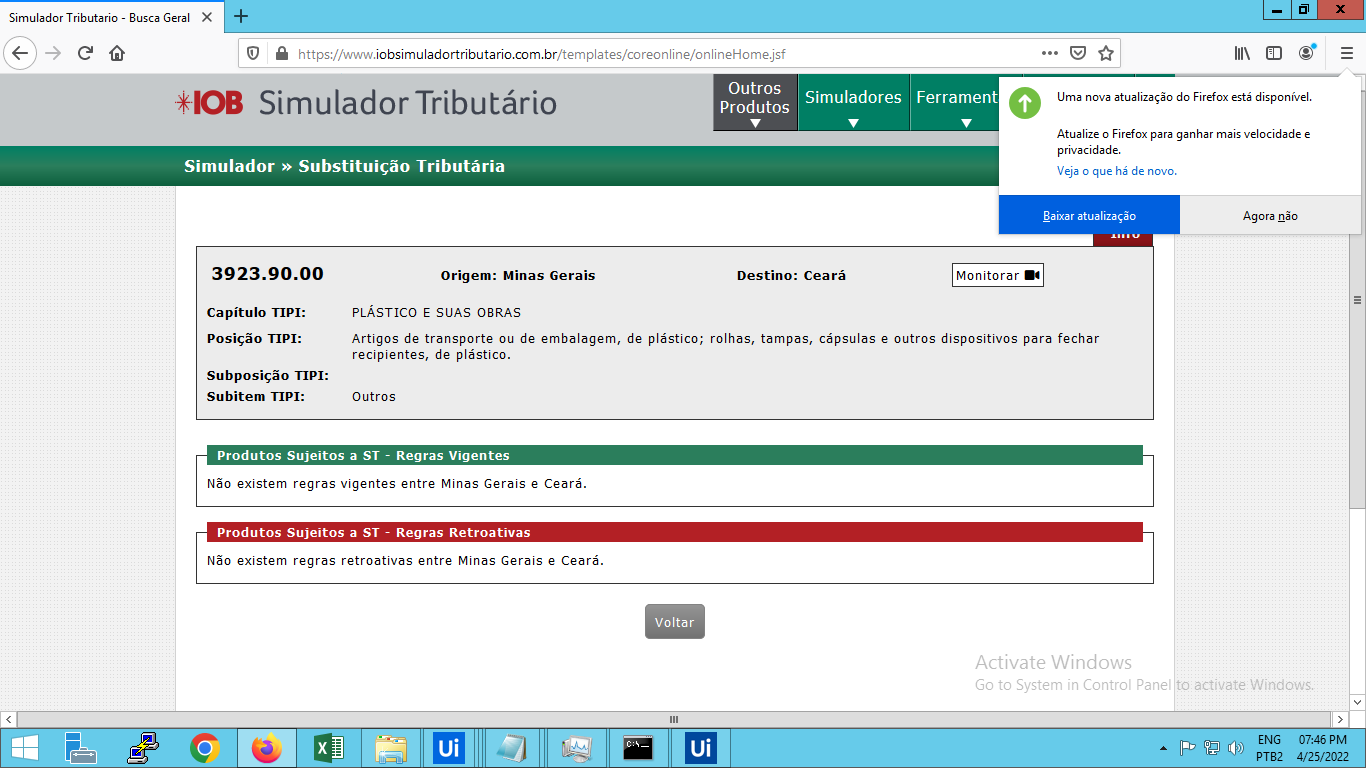 Simulador Tributario - Busca Geral
https://www.iobsimuladortributario.com.br/templates/coreonline/onlineHome.jsf
IOB Simulador Tributário
Outros
Produtos
Simuladores
Ferrament
Uma nova atualização do Firefox está disponível.
Atualize o Firefox para ganhar mais velocidade e
privacidade.
Veja o que há de novo.
Baixar atualização
Agora não
Simulador » Substituição Tributária
Info
3923.90.00
Origem: Minas Gerais
Destino: Ceará
Monitorar
Capítulo TIPI: PLÁSTICO E SUAS OBRAS
Posição TIPI: Artigos de transporte ou de embalagem, de plástico; rolhas, tampas, cápsulas e outros dispositivos para fechar
recipientes, de plástico.
Subposição TIPI:
Subitem TIPI: Outros
Produtos Sujeitos a ST - Regras Vigentes
Não existem regras vigentes entre Minas Gerais e Ceará.
Produtos Sujeitos a ST - Regras Retroativas
Não existem regras retroativas entre Minas Gerais e Ceará.
Voltar
Activate Windows
Go to System in Control Panel to activate Windows.
Ui
C:\
Ui
ENG
PTB2
07:46 PM
4/25/2022